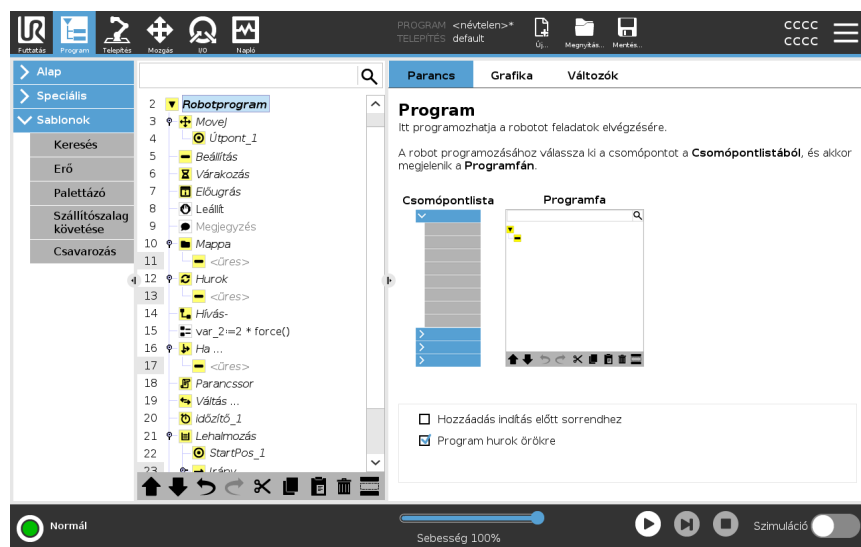 PROGRAM <névtelen>*
TELEPÍTÉS default
Futtatás
Program
Telepítés
Mozgás
I/O
Napló
Új...
Megnyitás...
Mentés...
CCCC
CCCC
Alap
Speciális
Sablonok
Keresés
Erő
Palettázó
Szállítószalag
követése
Csavarozás
2 Robotprogram
3 MoveJ
4 Útpont_1
5 Beállítás
6 Várakozás
7 Előugrás
8 Leállít
9 Megjegyzés
10 Mappa
11 <üres>
12 Hurok
13 <üres>
14 Hívás-
15 var_2:=2 * force()
16 Ha ...
17 <üres>
18 Parancssor
19 Váltás ...
20 Időzítő_1
21 Lehalmozás
22 StartPos_1
23 Irány
Parancs
Grafika
Változók
Program
Itt programozhatja a robotot feladatok elvégzésére.
A robot programozásához válassza ki a csomópontot a Csomópontlistából, és akkor
megjelenik a Programfán.
Csomópontlista
Programfa
Hozzáadás indítás előtt sorrendhez
Program hurok örökre
Normál
Sebesség 100%
Szimuláció